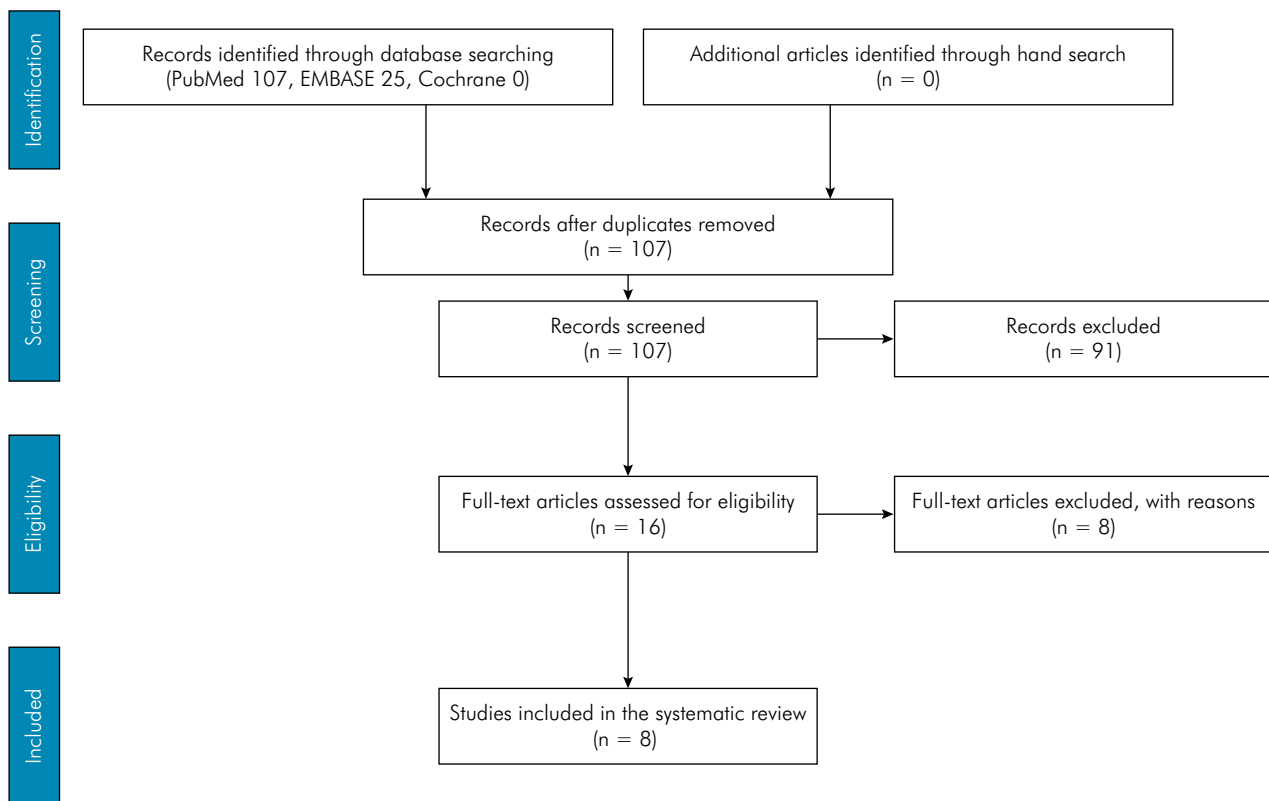 Identification
Records identified through database searching
(PubMed 107, EMBASE 25, Cochrane 0)
Additional articles identified through hand search
(n = 0)
Screening
Records after duplicates removed
(n = 107)
Records screened
(n = 107)
Records excluded
(n = 91)
Eligibility
Full-text articles assessed for eligibility
(n = 16)
Full-text articles excluded, with reasons
(n = 8)
Included
Studies included in the systematic review
(n = 8)